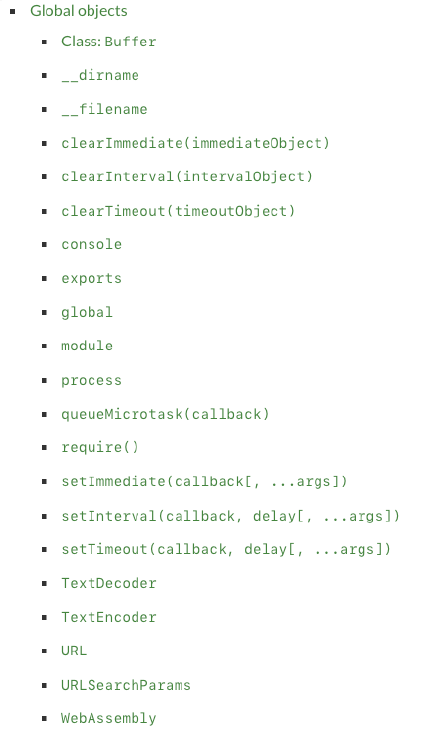 Global objects
Class: Buffer
__dirname
__filename
clearImmediate(immediateObject)
clearInterval(intervalObject)
clearTimeout(timeoutObject)
console
exports
global
module
process
queueMicrotask(callback)
require()
setImmediate(callback[, ...args])
setInterval(callback, delay[, ...args])
setTimeout(callback, delay[, ...args])
TextDecoder
TextEncoder
URL
URLSearchParams
WebAssembly